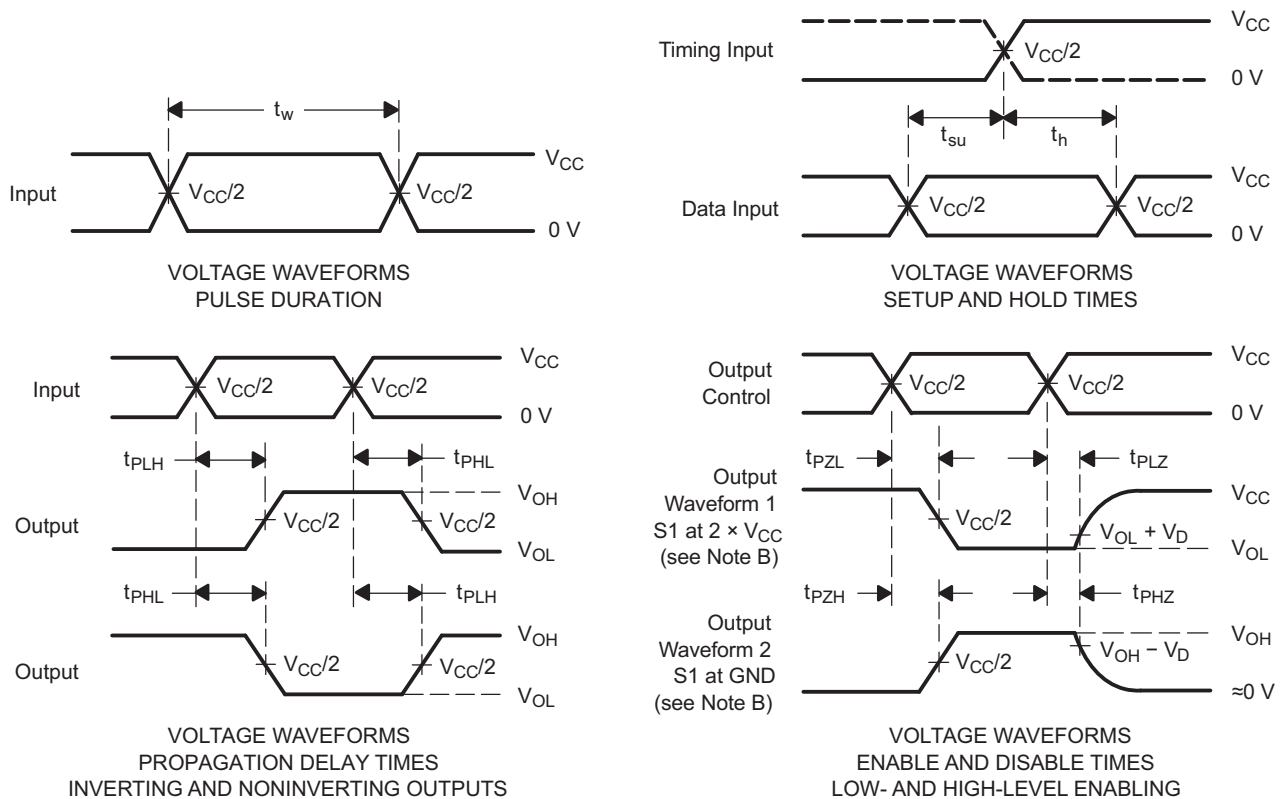 t_w
Input
V_CC/2
V_CC/2
V_CC
0 V
VOLTAGE WAVEFORMS
PULSE DURATION
Timing Input
V_CC/2
V_CC
0 V
t_su
t_h
Data Input
V_CC/2
V_CC/2
V_CC
0 V
VOLTAGE WAVEFORMS
SETUP AND HOLD TIMES
Input
V_CC/2
V_CC/2
V_CC
0 V
t_PLH
t_PHL
Output
V_CC/2
V_CC/2
V_OH
V_OL
t_PHL
t_PLH
Output
V_CC/2
V_CC/2
V_OH
V_OL
VOLTAGE WAVEFORMS
PROPAGATION DELAY TIMES
INVERTING AND NONINVERTING OUTPUTS
Output
Control
V_CC/2
V_CC/2
V_CC
0 V
t_PZL
t_PLZ
Output
Waveform 1
S1 at 2 × V_CC
(see Note B)
V_CC/2
V_OL + V_D
V_CC
V_OL
t_PZH
t_PHZ
Output
Waveform 2
S1 at GND
(see Note B)
V_CC/2
V_OH − V_D
V_OH
≈0 V
VOLTAGE WAVEFORMS
ENABLE AND DISABLE TIMES
LOW- AND HIGH-LEVEL ENABLING